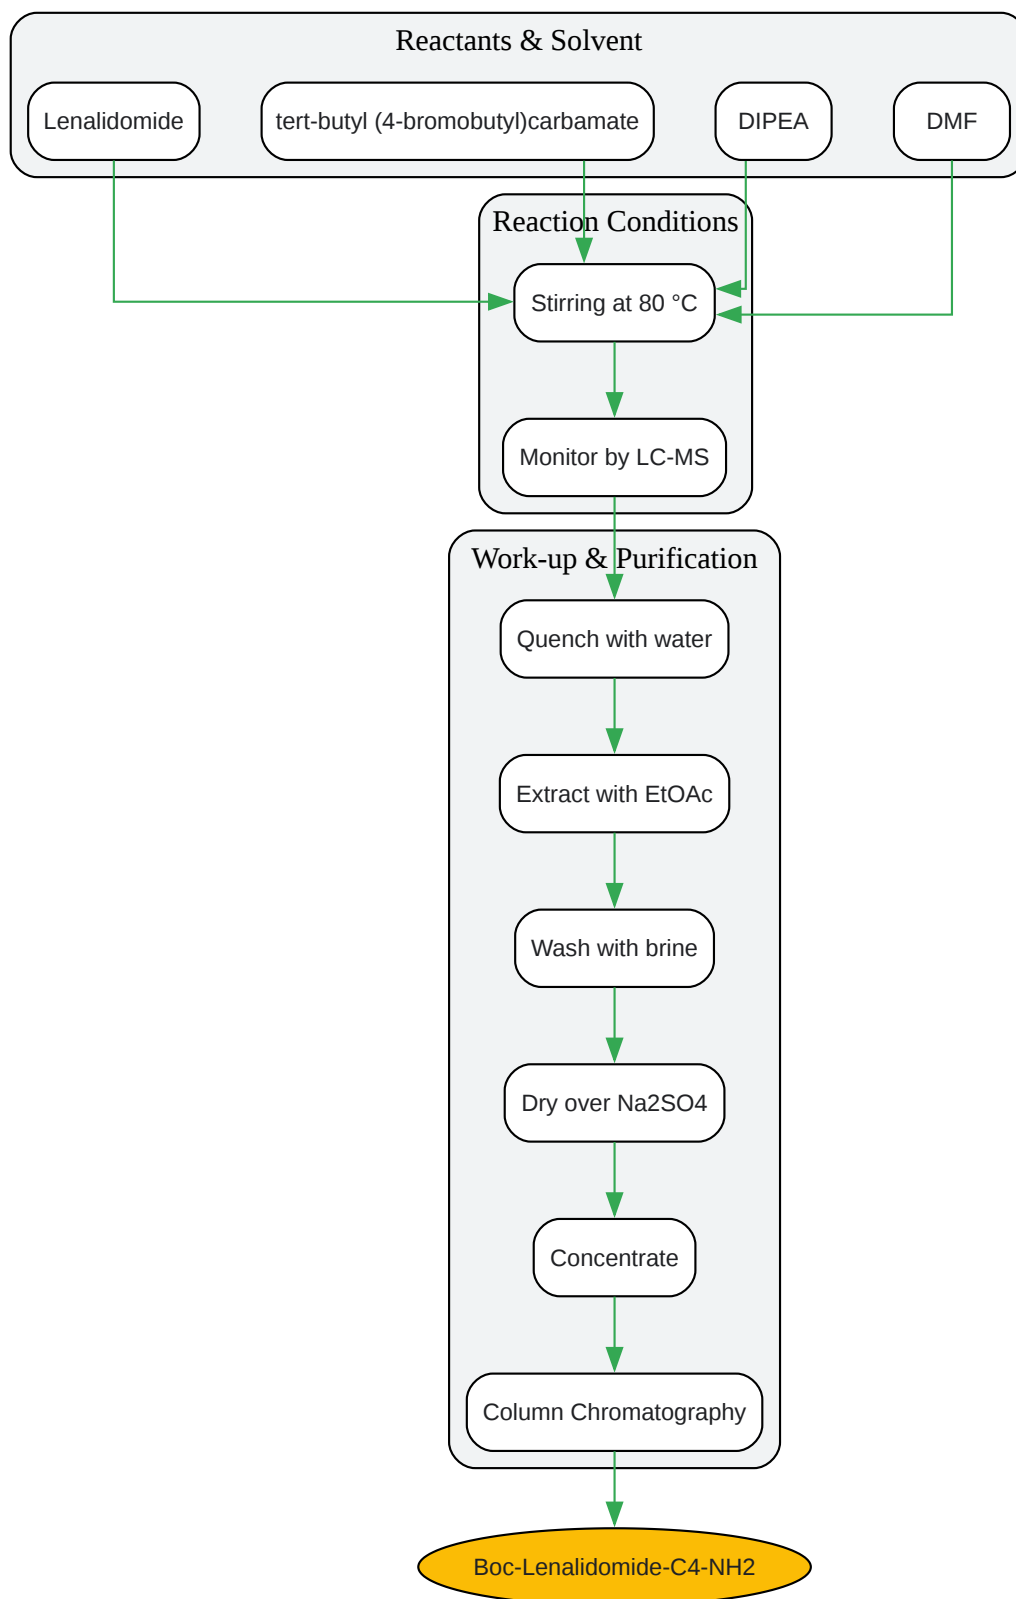 Reactants & Solvent
Lenalidomide
tert-butyl (4-bromobutyl)carbamate
DIPEA
DMF
Reaction Conditions
Stirring at 80 °C
Monitor by LC-MS
Work-up & Purification
Quench with water
Extract with EtOAc
Wash with brine
Dry over Na2SO4
Concentrate
Column Chromatography
Boc-Lenalidomide-C4-NH2